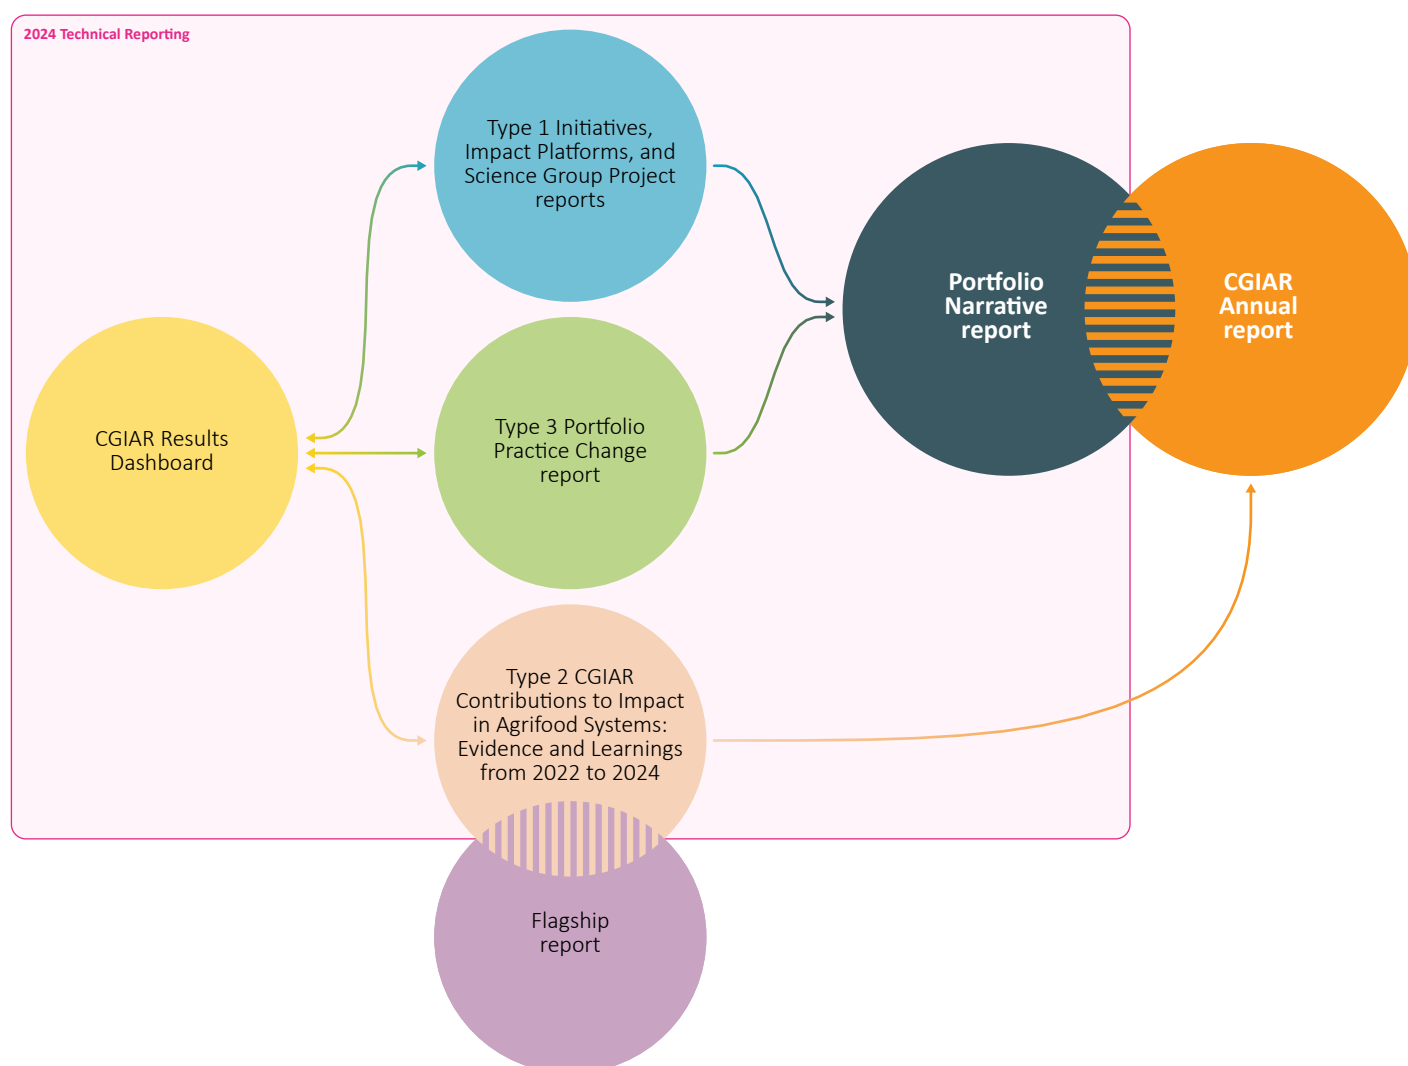 2024 Technical Reporting
Type 1 Initiatives,
Impact Platforms, and
Science Group Project
reports
Portfolio
Narrative
report
CGIAR
Annual
report
CGIAR Results
Dashboard
Type 3 Portfolio
Practice Change
report
Type 2 CGIAR
Contributions to Impact
in Agrifood Systems:
Evidence and Learnings
from 2022 to 2024
Flagship
report